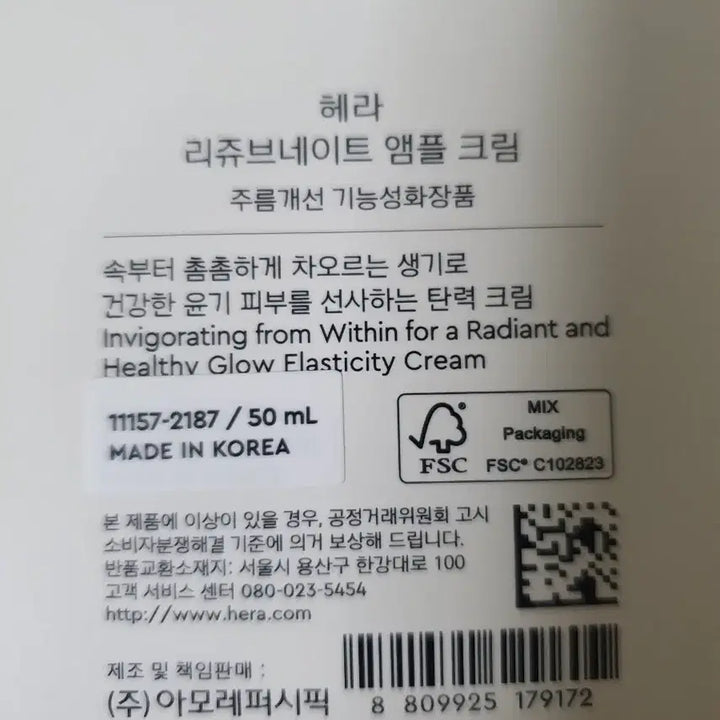 헤라
리쥬브네이트 앰플 크림
주름개선 기능성화장품
속부터 촘촘하게 차오르는 생기로
건강한 윤기 피부를 선사하는 탄력 크림
Invigorating from Within for a Radiant and
Healthy Glow Elasticity Cream
11157-2187 / 50 mL
MADE IN KOREA
FSC
MIX
Packaging
FSC® C102823
본 제품에 이상이 있을 경우, 공정거래위원회 고시
소비자분쟁해결 기준에 의거 보상해 드립니다.
반품교환소재지: 서울시 용산구 한강대로 100
고객 서비스 센터 080-023-5454
http://www.hera.com
제조 및 책임판매 :
(주)아모레퍼시픽
8 809925 179172